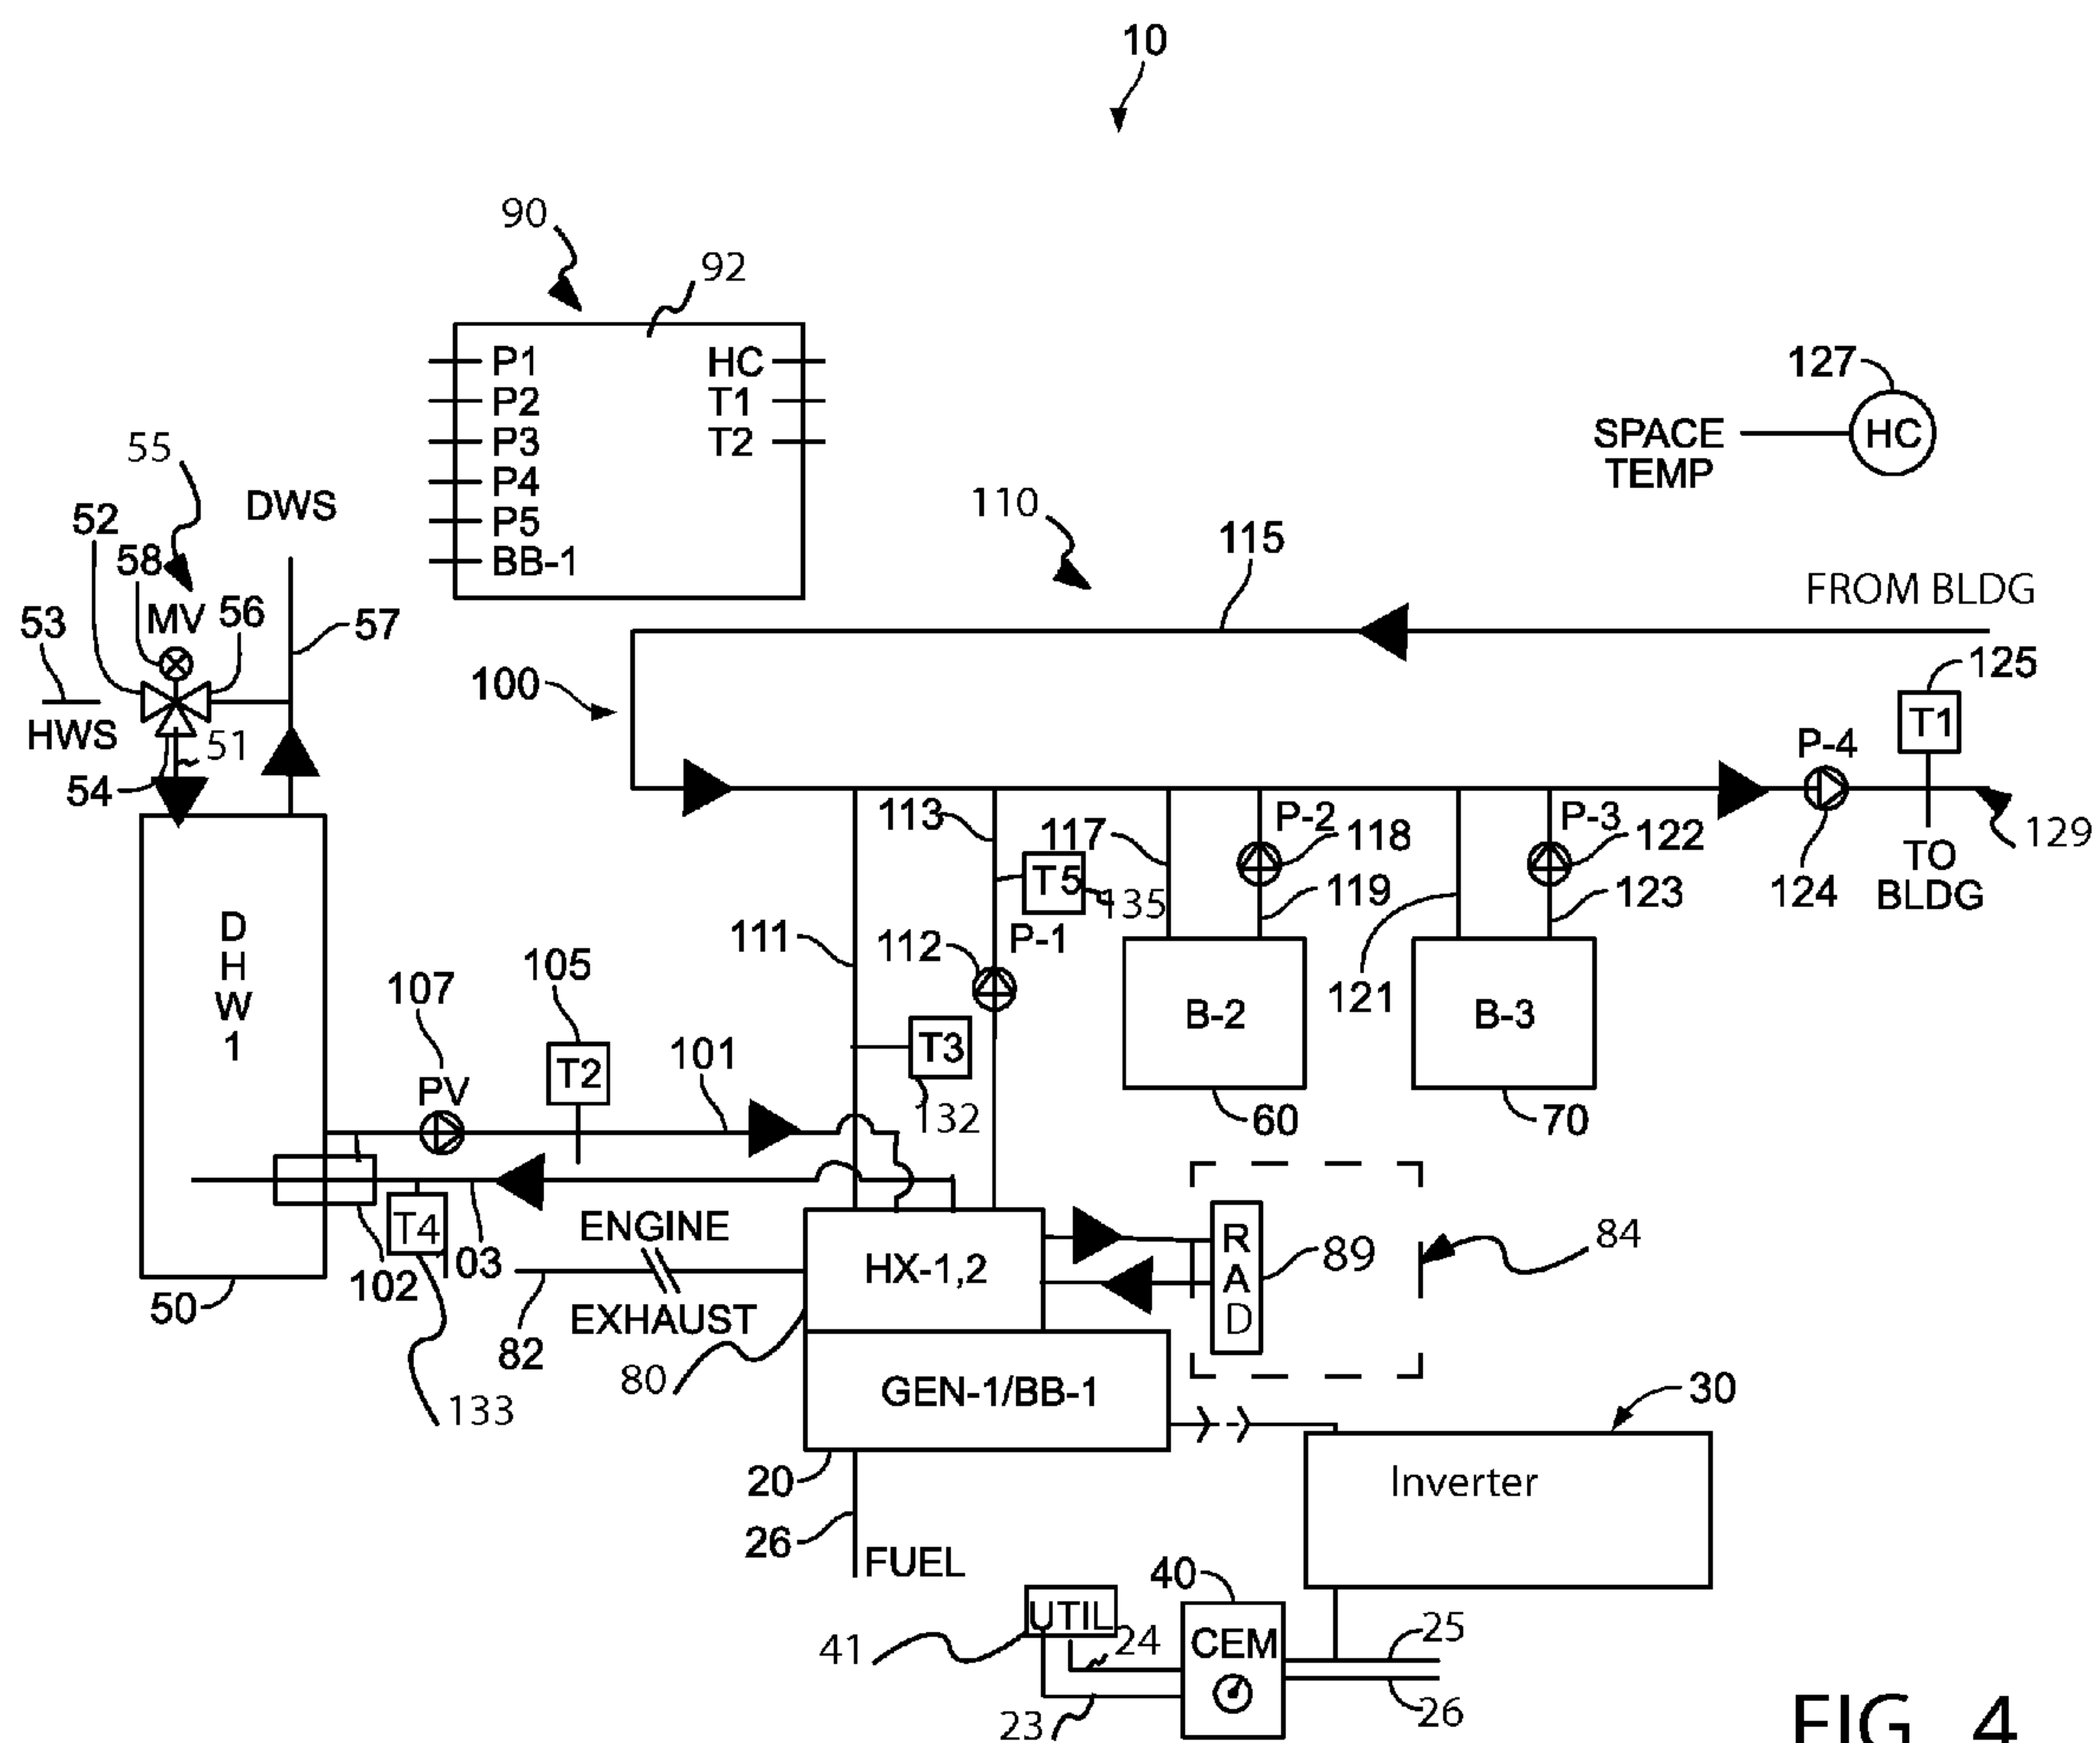 10
90
92
P1 HC
P2 T1
P3 T2
P4
P5
BB-1
127
SPACE
TEMP
HC
55
DWS
52
58
MV
56
53
57
HWS
51
54
110
115
FROM BLDG
100
125
T1
P-4
129
TO
BLDG
124
113
117
P-2
118
P-3
122
T5
135
119
123
111
112
P-1
121
B-2
B-3
60
70
D
H
W
1
107
105
PV
T2
101
T3
132
T4
103
102
50
133
ENGINE
EXHAUST
82
80
HX-1,2
R
A
D
89
84
GEN-1/BB-1
20
26
FUEL
30
Inverter
40
UTIL
41
24
23
CEM
25
26
FIG. 4